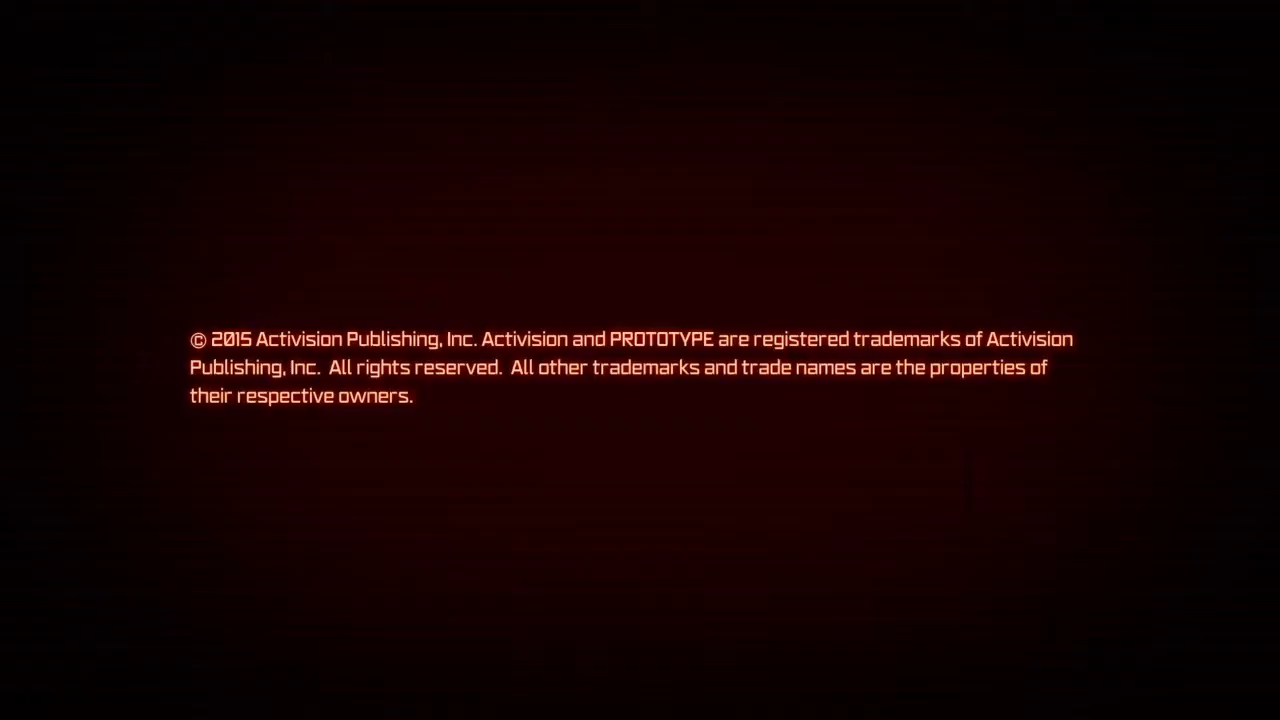 © 2015 Activision Publishing, Inc. Activision and PROTOTYPE are registered trademarks of Activision
Publishing, Inc.  All rights reserved.  All other trademarks and trade names are the properties of
their respective owners.